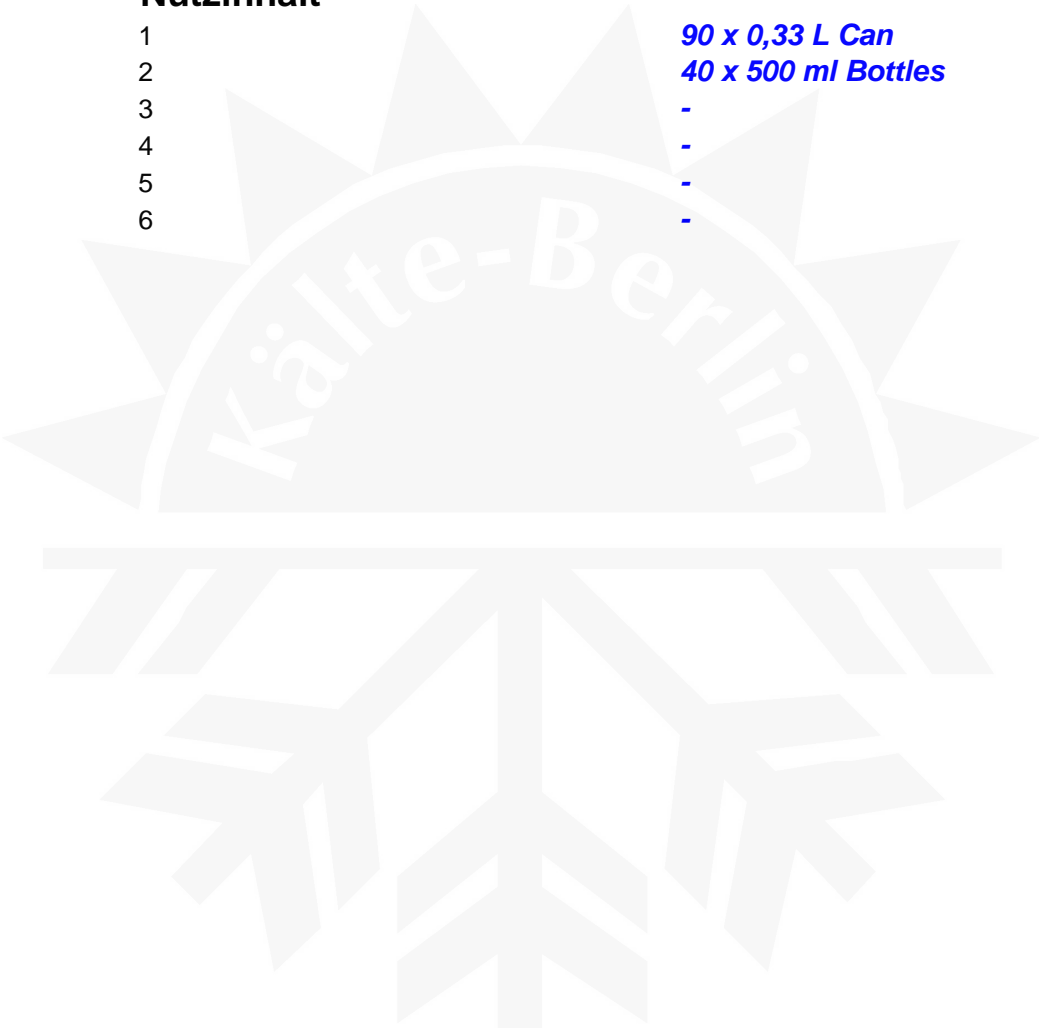 Nutzinhalt
1 90 x 0,33 L Can
2 40 x 500 ml Bottles
3 -
4 -
5 -
6 -
Kälte-Berlin